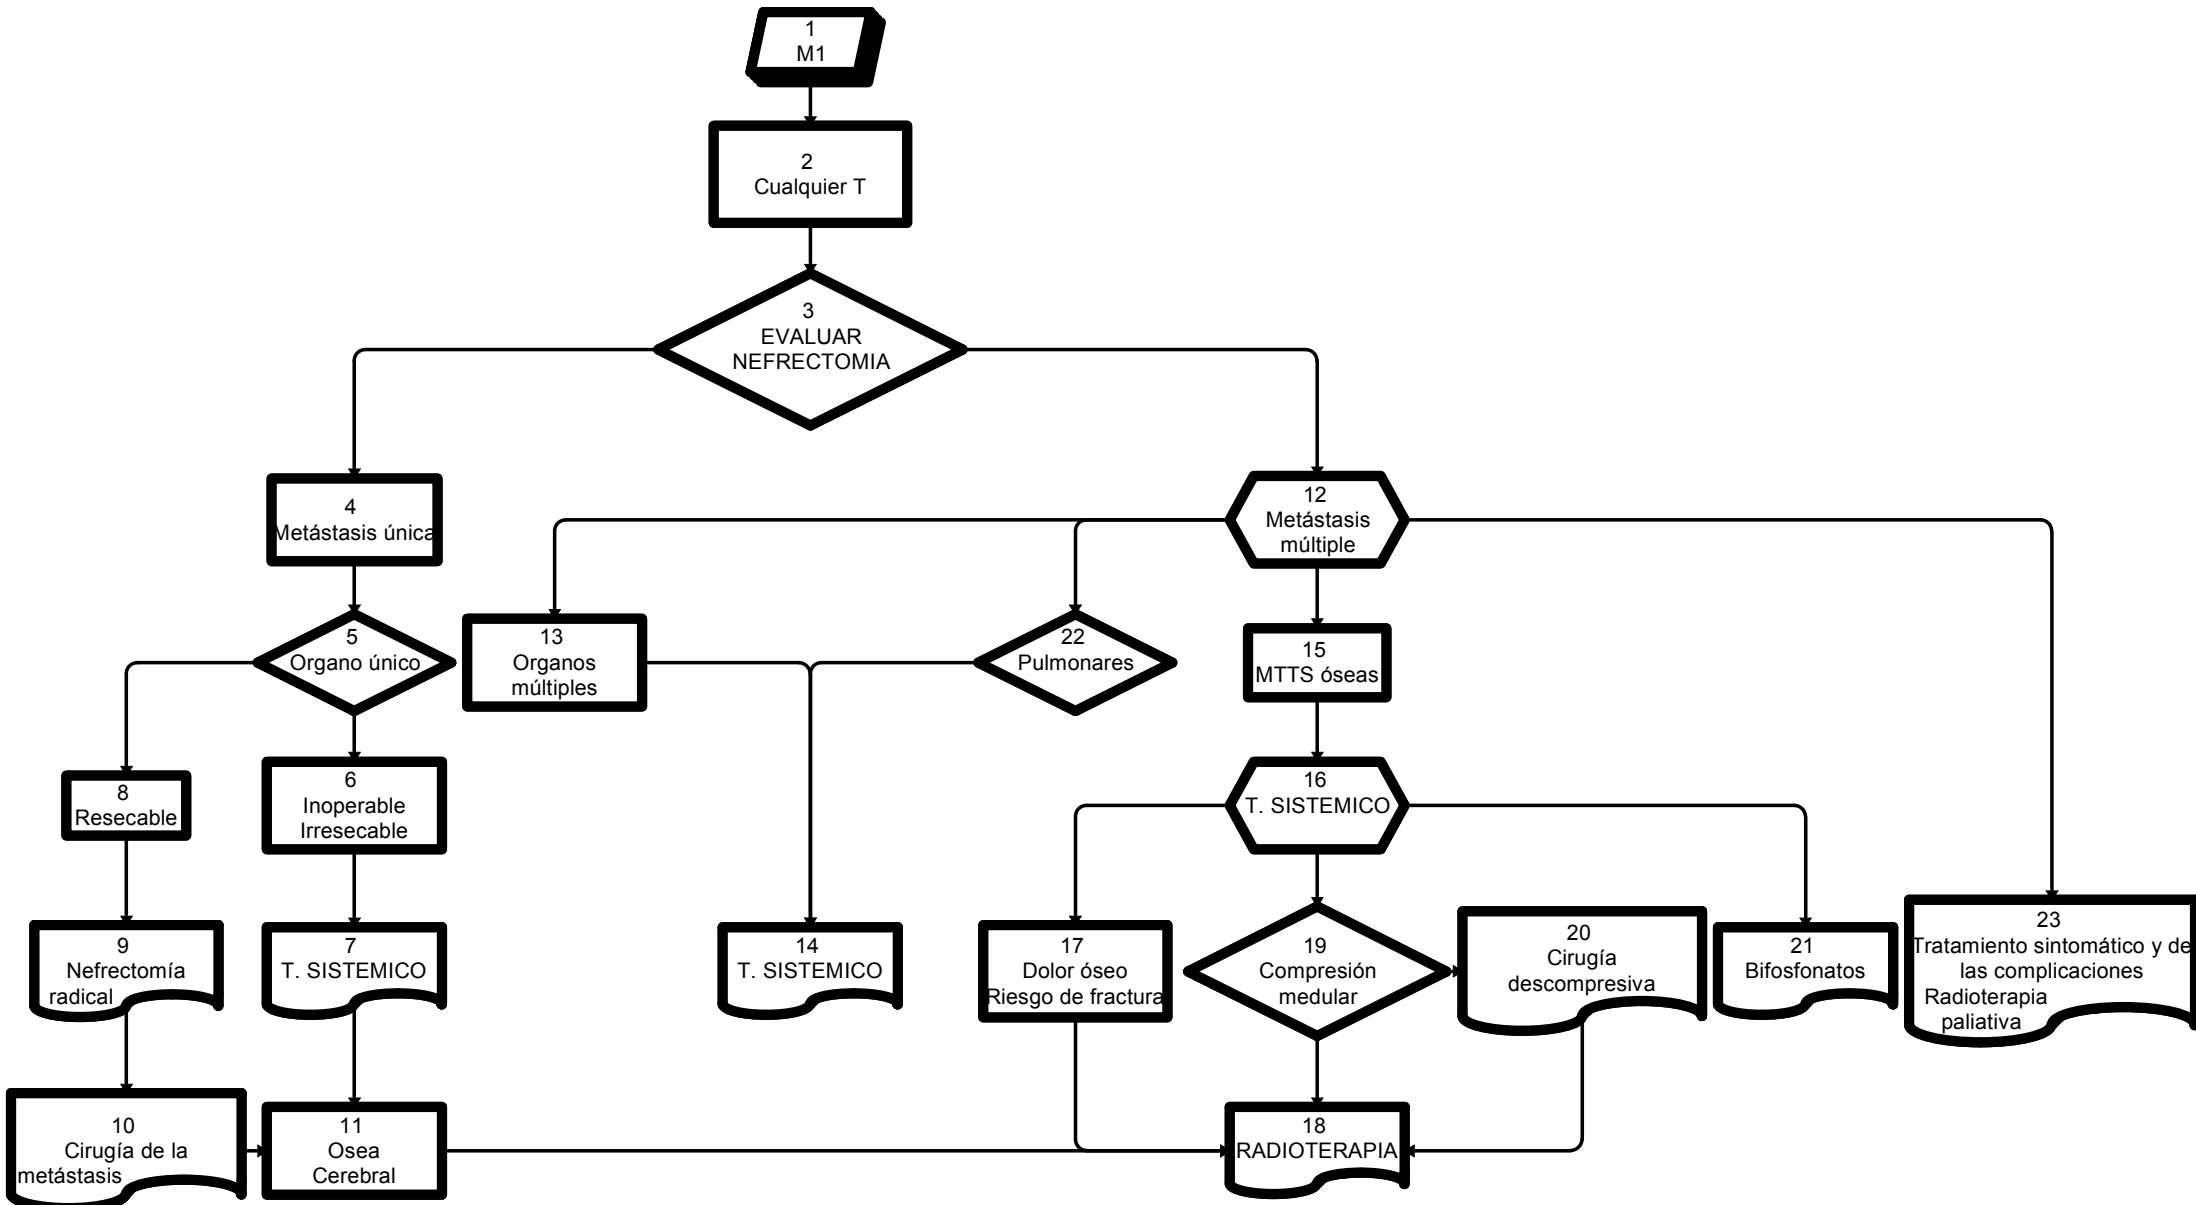 1
M1
2
Cualquier T
3
EVALUAR
NEFRECTOMIA
4
Metástasis única
12
Metástasis
múltiple
5
Organo único
13
Organos
múltiples
22
Pulmonares
15
MTTS óseas
8
Resecable
6
Inoperable
Irresecable
16
T. SISTEMICO
9
Nefrectomía
radical
7
T. SISTEMICO
14
T. SISTEMICO
17
Dolor óseo
Riesgo de fractura
19
Compresión
medular
20
Cirugía
descompresiva
21
Bifosfonatos
23
Tratamiento sintomático y de
las complicaciones
Radioterapia
paliativa
10
Cirugía de la
metástasis
11
Osea
Cerebral
18
RADIOTERAPIA